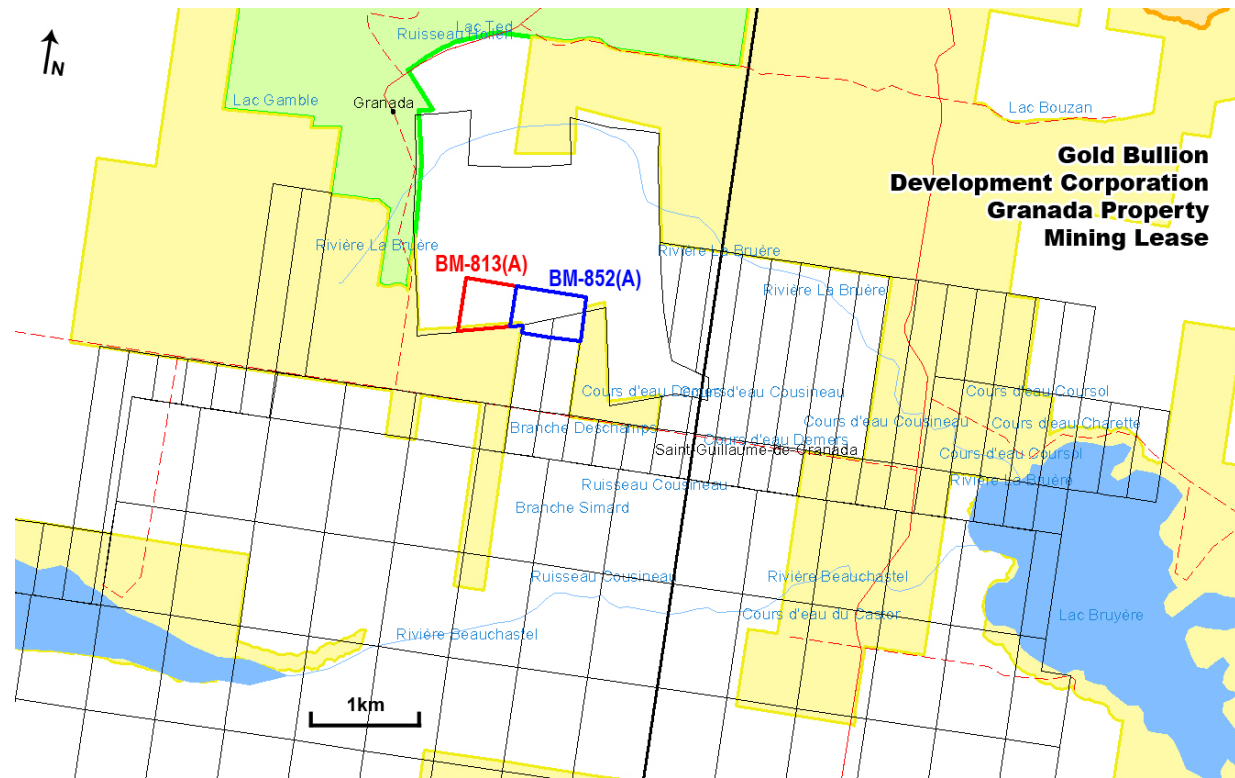 Lac Ted
Ruisseau Hollen
N
Lac Gamble
Granada
Lac Bouzan
Gold Bullion
Development Corporation
Granada Property
Mining Lease
Rivière La Bruère
Rivière La Bruère
BM-813(A)
BM-852(A)
Rivière La Bruère
Cours d'eau Demers
Cours d'eau Cousineau
Cours d'eau Coursol
Branche Deschamps
Cours d'eau Cousineau
Cours d'eau Charette
Cours d'eau Demers
Saint-Guillaume-de-Granada
Cours d'eau Coursol
Ruisseau Cousineau
Rivière La Bruère
Branche Simard
Ruisseau Cousineau
Rivière Beauchastel
Cours d'eau du Castor
Lac Bruyère
Rivière Beauchastel
1km